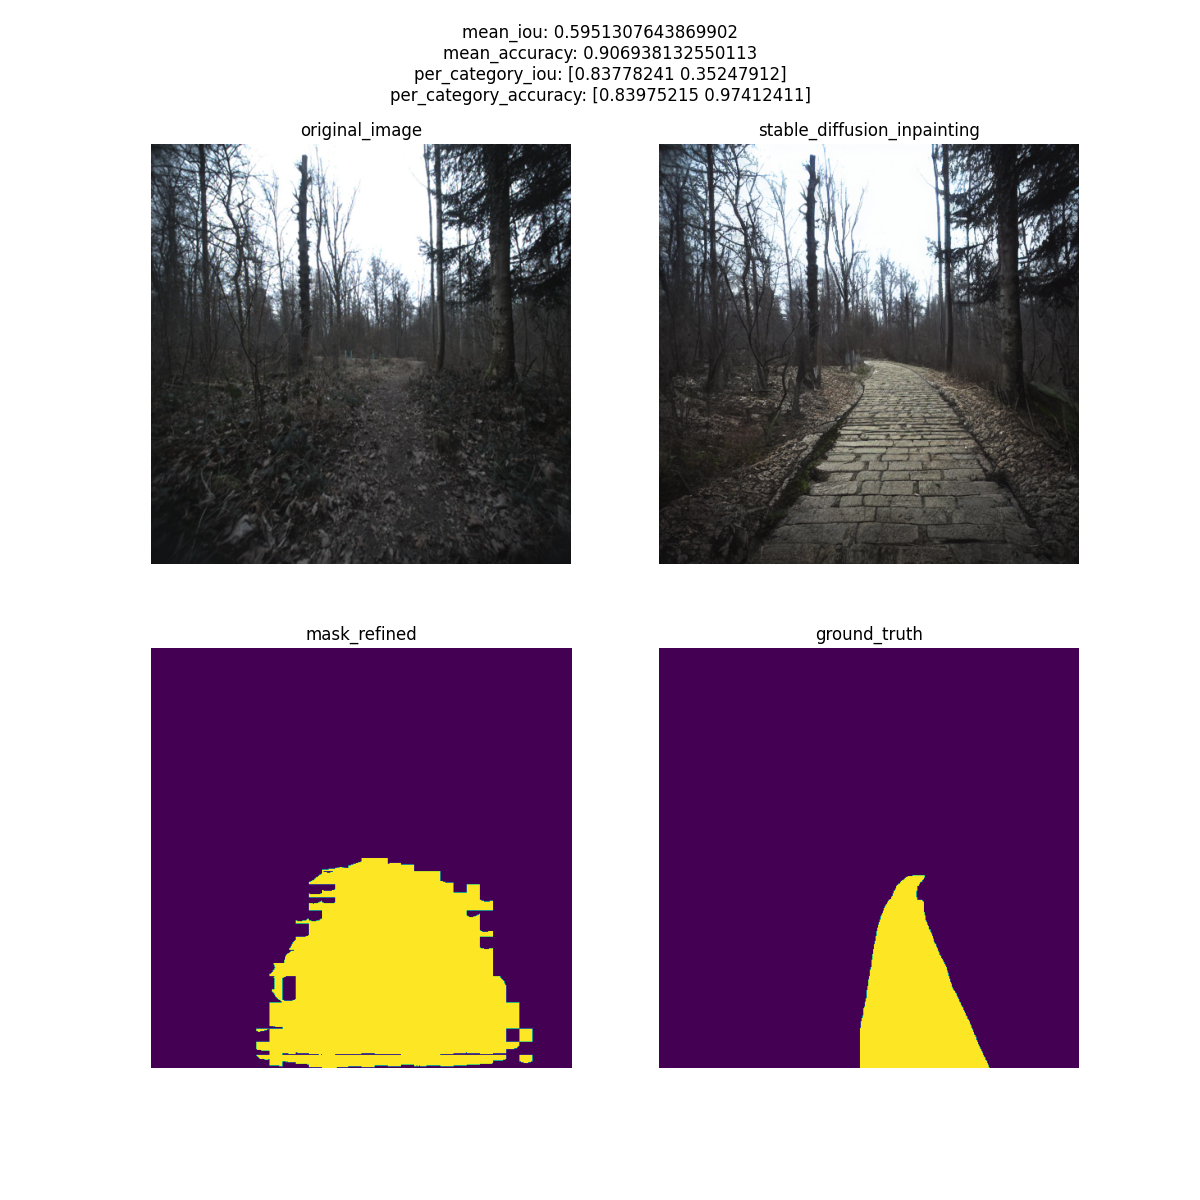 mean_iou: 0.5951307643869902
mean_accuracy: 0.906938132550113
per_category_iou: [0.83778241 0.35247912]
per_category_accuracy: [0.83975215 0.97412411]
original_image
stable_diffusion_inpainting
mask_refined
ground_truth